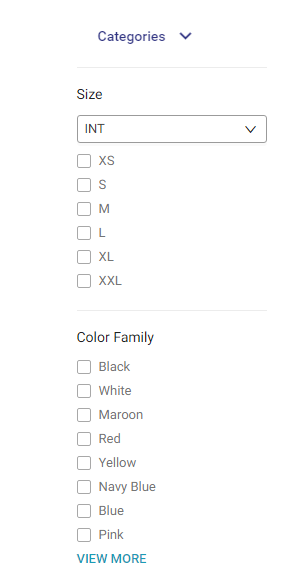 Categories
Size
INT
XS
S
M
L
XL
XXL
Color Family
Black
White
Maroon
Red
Yellow
Navy Blue
Blue
Pink
VIEW MORE